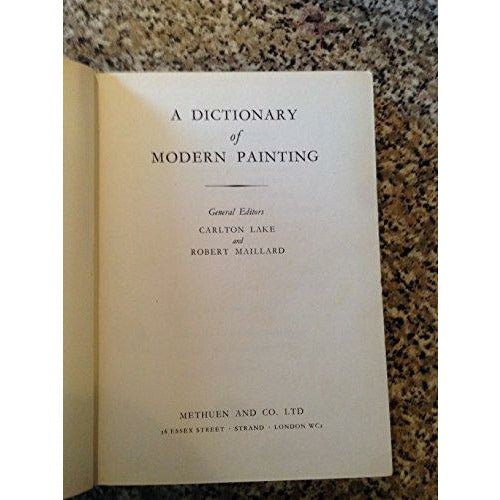 A DICTIONARY
of
MODERN PAINTING
General Editors
CARLTON LAKE
and
ROBERT MAILLARD
METHUEN AND CO. LTD
36 ESSEX STREET · STRAND · LONDON WC2